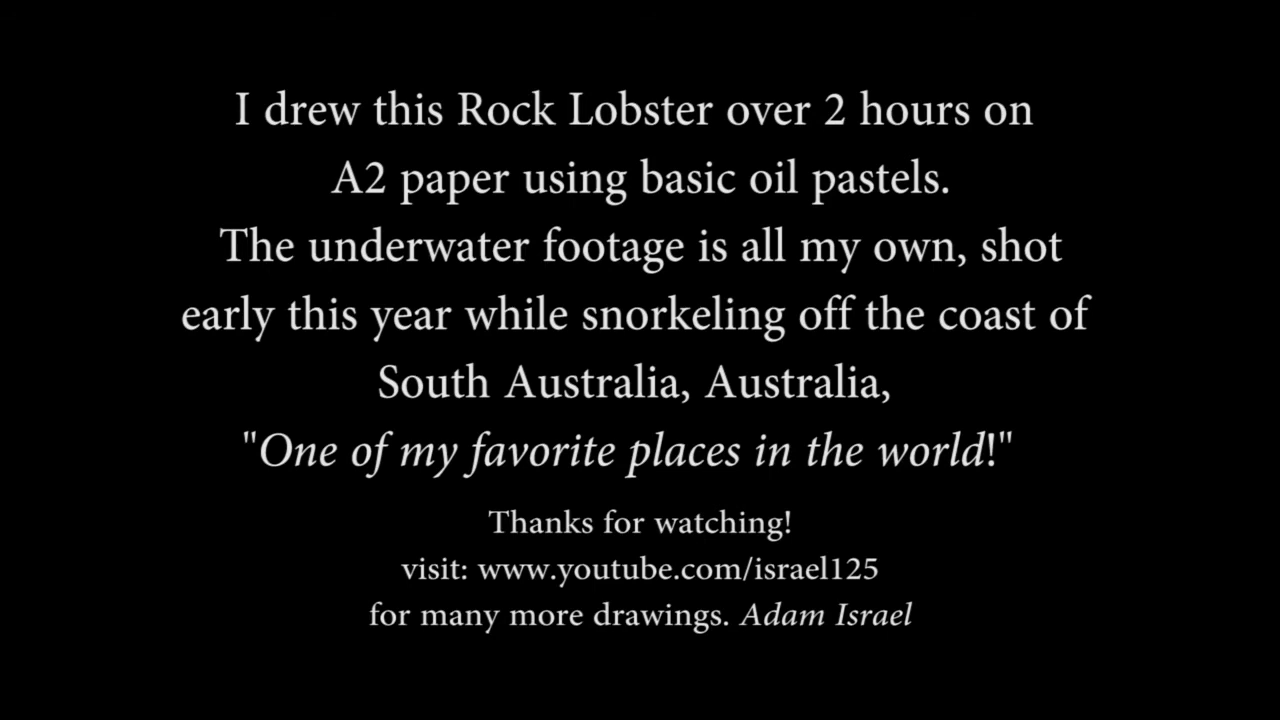 I drew this Rock Lobster over 2 hours on
A2 paper using basic oil pastels.
The underwater footage is all my own, shot
early this year while snorkeling off the coast of
South Australia, Australia,
"One of my favorite places in the world!"
Thanks for watching!
visit: www.youtube.com/israel125
for many more drawings. Adam Israel